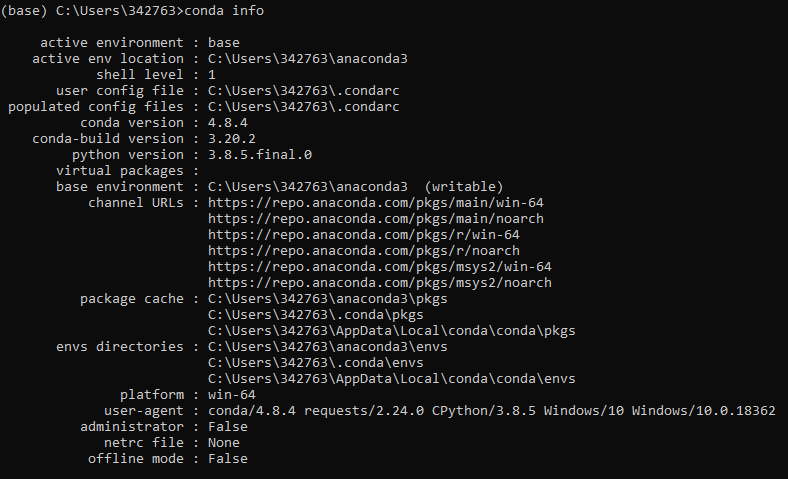 (base) C:\Users\342763>conda info
active environment : base
active env location : C:\Users\342763\anaconda3
shell level : 1
user config file : C:\Users\342763\.condarc
populated config files : C:\Users\342763\.condarc
conda version : 4.8.4
conda-build version : 3.20.2
python version : 3.8.5.final.0
virtual packages :
base environment : C:\Users\342763\anaconda3  (writable)
channel URLs : https://repo.anaconda.com/pkgs/main/win-64
https://repo.anaconda.com/pkgs/main/noarch
https://repo.anaconda.com/pkgs/r/win-64
https://repo.anaconda.com/pkgs/r/noarch
https://repo.anaconda.com/pkgs/msys2/win-64
https://repo.anaconda.com/pkgs/msys2/noarch
package cache : C:\Users\342763\anaconda3\pkgs
C:\Users\342763\.conda\pkgs
C:\Users\342763\AppData\Local\conda\conda\pkgs
envs directories : C:\Users\342763\anaconda3\envs
C:\Users\342763\.conda\envs
C:\Users\342763\AppData\Local\conda\conda\envs
platform : win-64
user-agent : conda/4.8.4 requests/2.24.0 CPython/3.8.5 Windows/10 Windows/10.0.18362
administrator : False
netrc file : None
offline mode : False